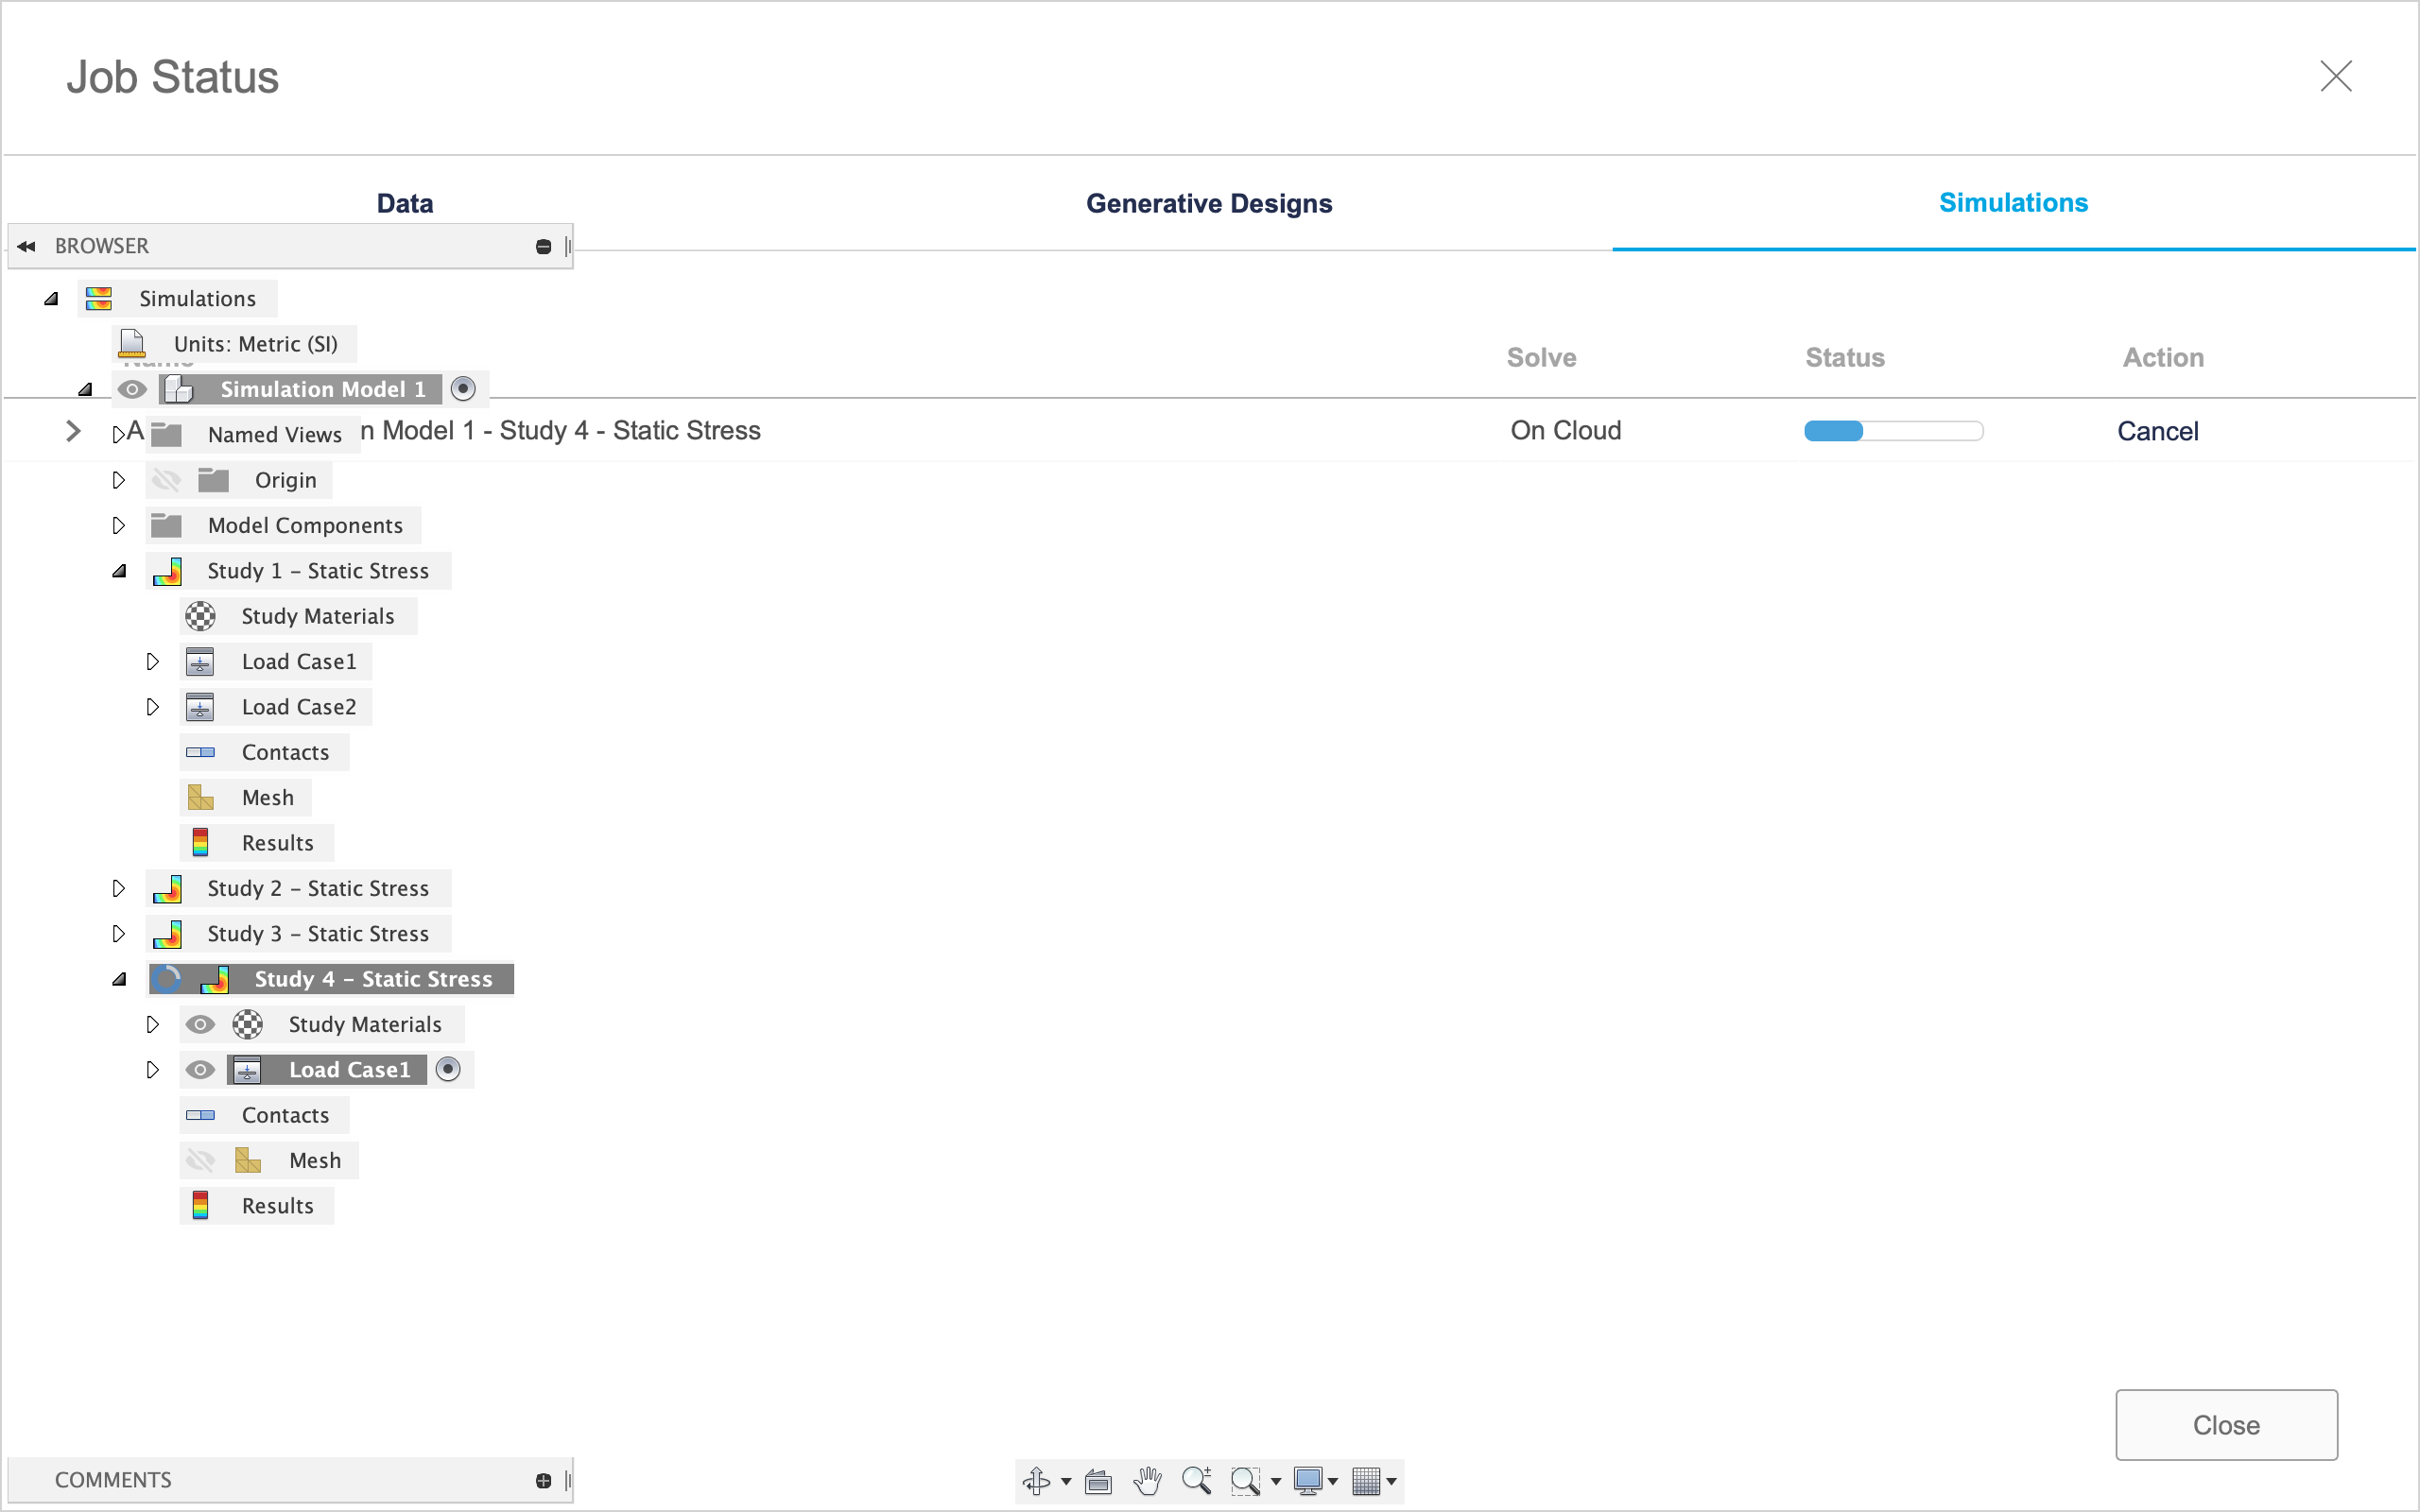 Job Status
Data Generative Designs Simulations
BROWSER
Simulations
Units: Metric (SI)
Solve Status Action
Simulation Model 1
A Named Views n Model 1 - Study 4 - Static Stress On Cloud Cancel
Origin
Model Components
Study 1 – Static Stress
Study Materials
Load Case1
Load Case2
Contacts
Mesh
Results
Study 2 – Static Stress
Study 3 – Static Stress
Study 4 – Static Stress
Study Materials
Load Case1
Contacts
Mesh
Results
Close
COMMENTS